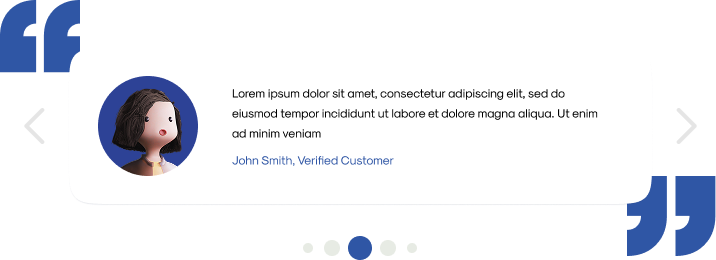 Lorem ipsum dolor sit amet, consectetur adipiscing elit, sed do
eiusmod tempor incididunt ut labore et dolore magna aliqua. Ut enim
ad minim veniam
John Smith, Verified Customer